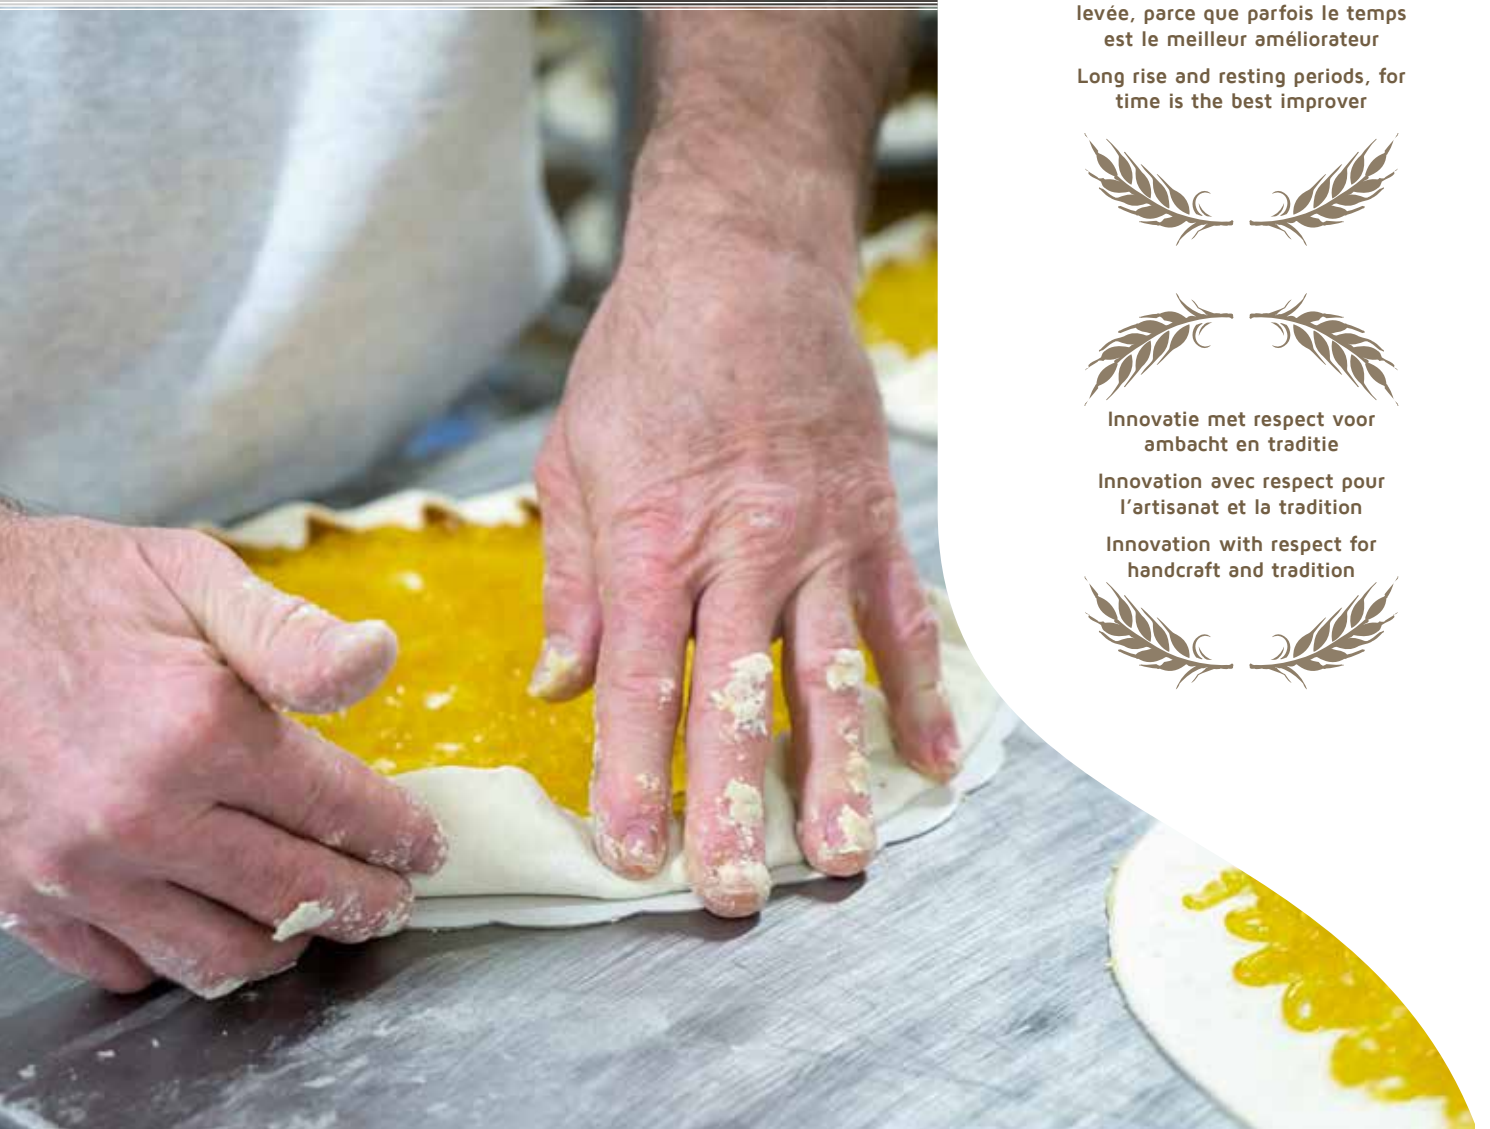 levée, parce que parfois le temps
est le meilleur améliorateur
Long rise and resting periods, for
time is the best improver
Innovatie met respect voor
ambacht en traditie
Innovation avec respect pour
l’artisanat et la tradition
Innovation with respect for
handcraft and tradition